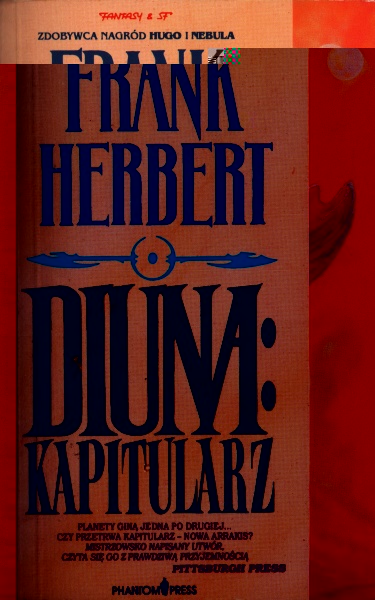 FANTASY & SF
ZDOBYWCA NAGRÓD HUGO I NEBULA
FRANK
HERBERT
DIUNA:
KAPITULARZ
PLANETY GINĄ JEDNA PO DRUGIEJ...
CZY PRZETRWA KAPITULARZ – NOWA ARRAKIS?
MISTRZOWSKO NAPISANY UTWÓR,
CZYTA SIĘ GO Z PRAWDZIWĄ PRZYJEMNOŚCIĄ
PITTSBURGH PRESS
PHANTOM PRESS